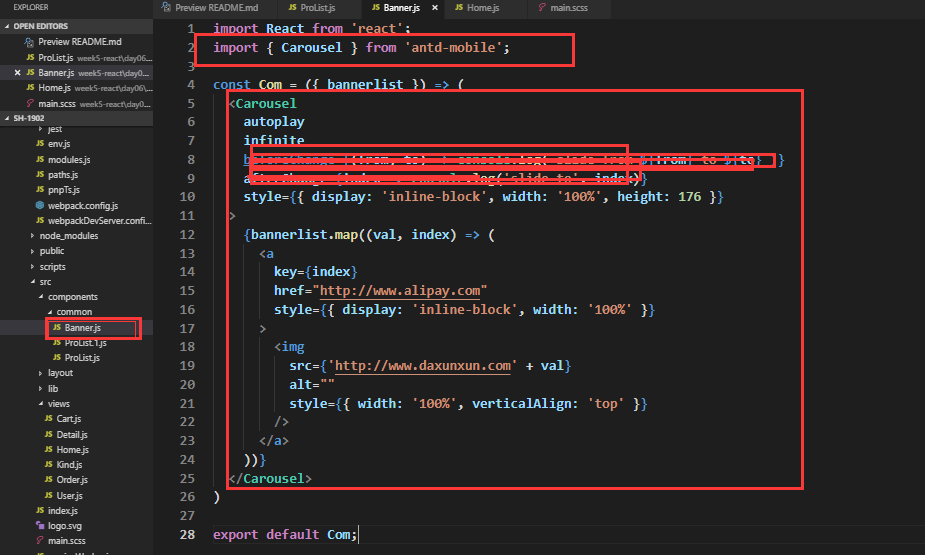 EXPLORER
OPEN EDITORS
Preview README.md
JS ProList.js week5-react\day06...
× JS Banner.js week5-react\day0...
JS Home.js week5-react\day06\...
main.scss week5-react\day0...
SH-1902
jest
JS env.js
JS modules.js
JS paths.js
JS pnpTs.js
webpack.config.js
JS webpackDevServer.config...
node_modules
public
scripts
src
components
common
JS Banner.js
JS ProList.1.js
JS ProList.js
layout
lib
views
JS Cart.js
JS Detail.js
JS Home.js
JS Kind.js
JS Order.js
JS User.js
JS index.js
logo.svg
main.scss
Preview README.md JS ProList.js JS Banner.js × JS Home.js main.scss
1 import React from 'react';
2 import { Carousel } from 'antd-mobile';
3
4 const Com = ({ bannerlist }) => (
5 <Carousel
6 autoplay
7 infinite
8 to ${to} }
9 'slide to', index)}
10 style={{ display: 'inline-block', width: '100%', height: 176 }}
11 >
12 {bannerlist.map((val, index) => (
13 <a
14 key={index}
15 href="http://www.alipay.com"
16 style={{ display: 'inline-block', width: '100%' }}
17 >
18 <img
19 src={'http://www.daxunxun.com' + val}
20 alt=""
21 style={{ width: '100%', verticalAlign: 'top' }}
22 />
23 </a>
24 ))}
25 </Carousel>
26 )
27
28 export default Com;